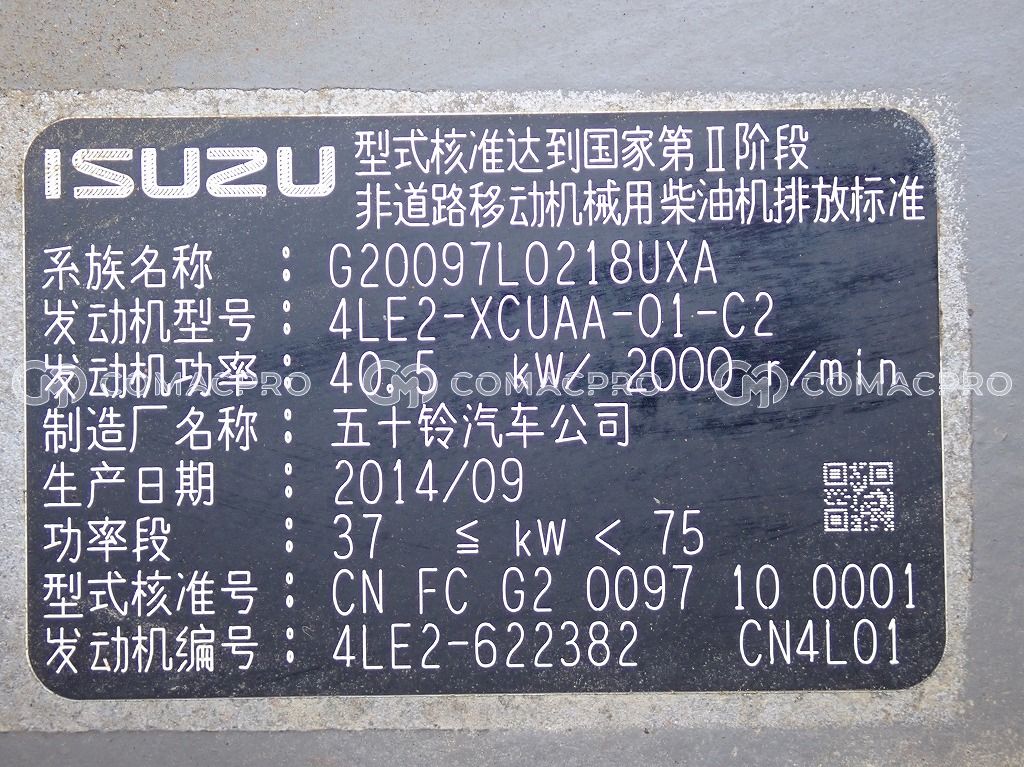 ISUZU
型式核准达到国家第Ⅱ阶段
非道路移动机械用柴油机排放标准
系族名称 : G20097L0218UXA
发动机型号 : 4LE2-XCUAA-01-C2
发动机功率 : 40.5 kW/ 2000 r/min
COMACPRO COMACPRO COMACPRO
制造厂名称 : 五十铃汽车公司
生产日期 : 2014/09
功率段 : 37 ≦ kW < 75
型式核准号 : CN FC G2 0097 10 0001
发动机编号 : 4LE2-622382 CN4L01